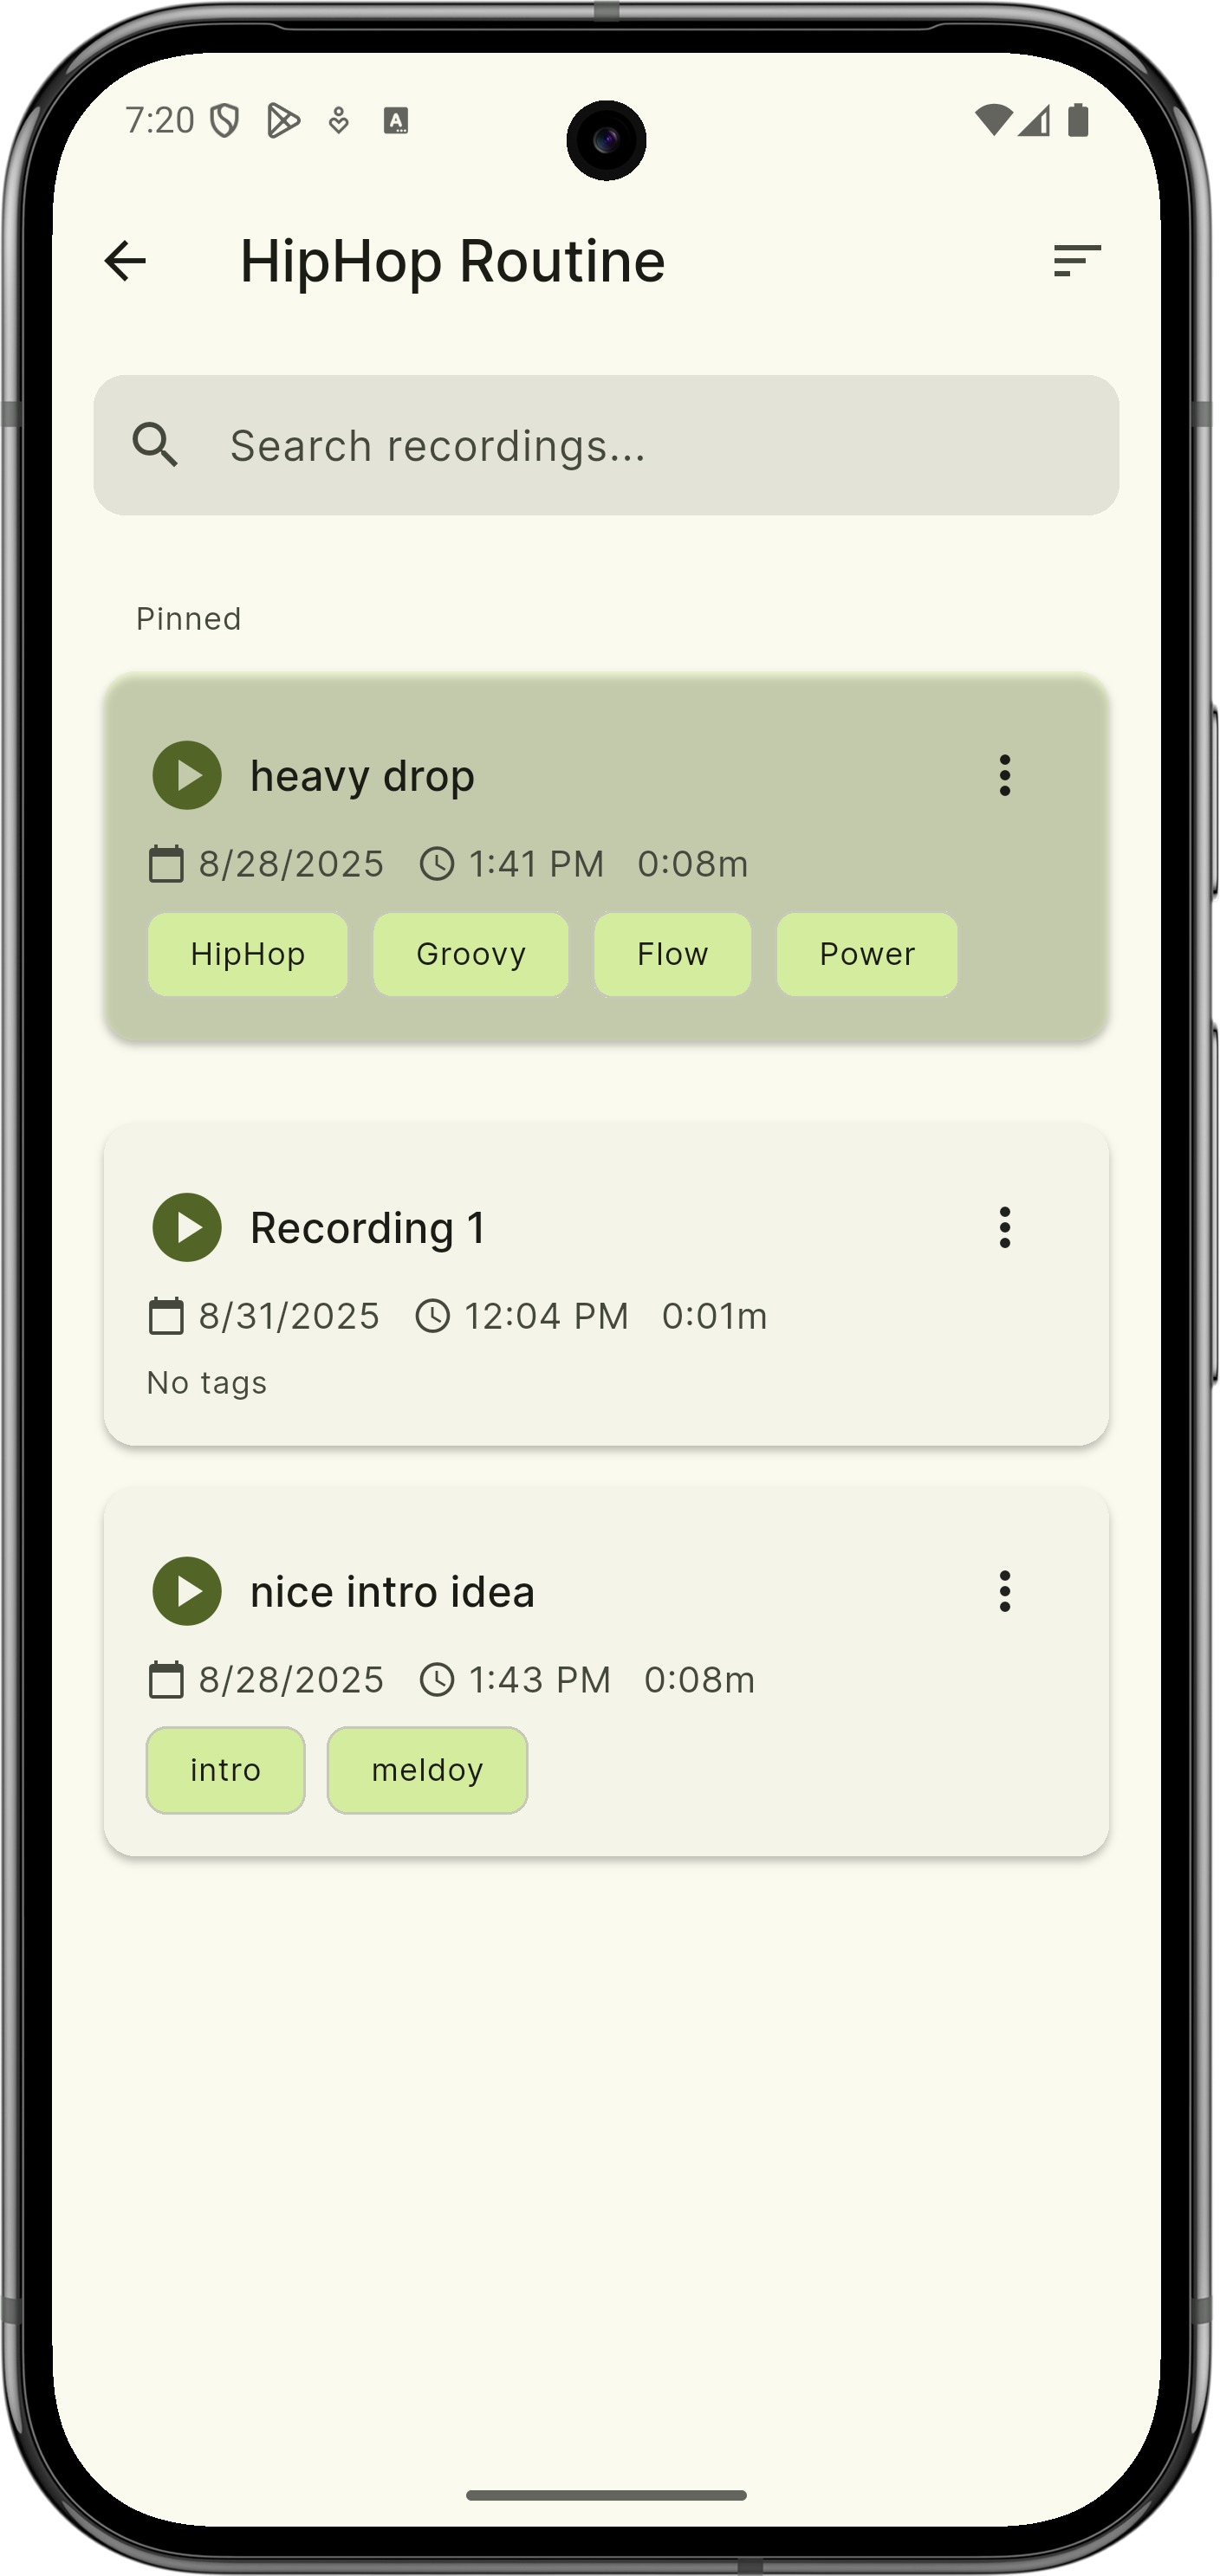 7:20
HipHop Routine
Search recordings...
Pinned
heavy drop
8/28/2025 1:41 PM 0:08m
HipHop Groovy Flow Power
Recording 1
8/31/2025 12:04 PM 0:01m
No tags
nice intro idea
8/28/2025 1:43 PM 0:08m
intro meldoy